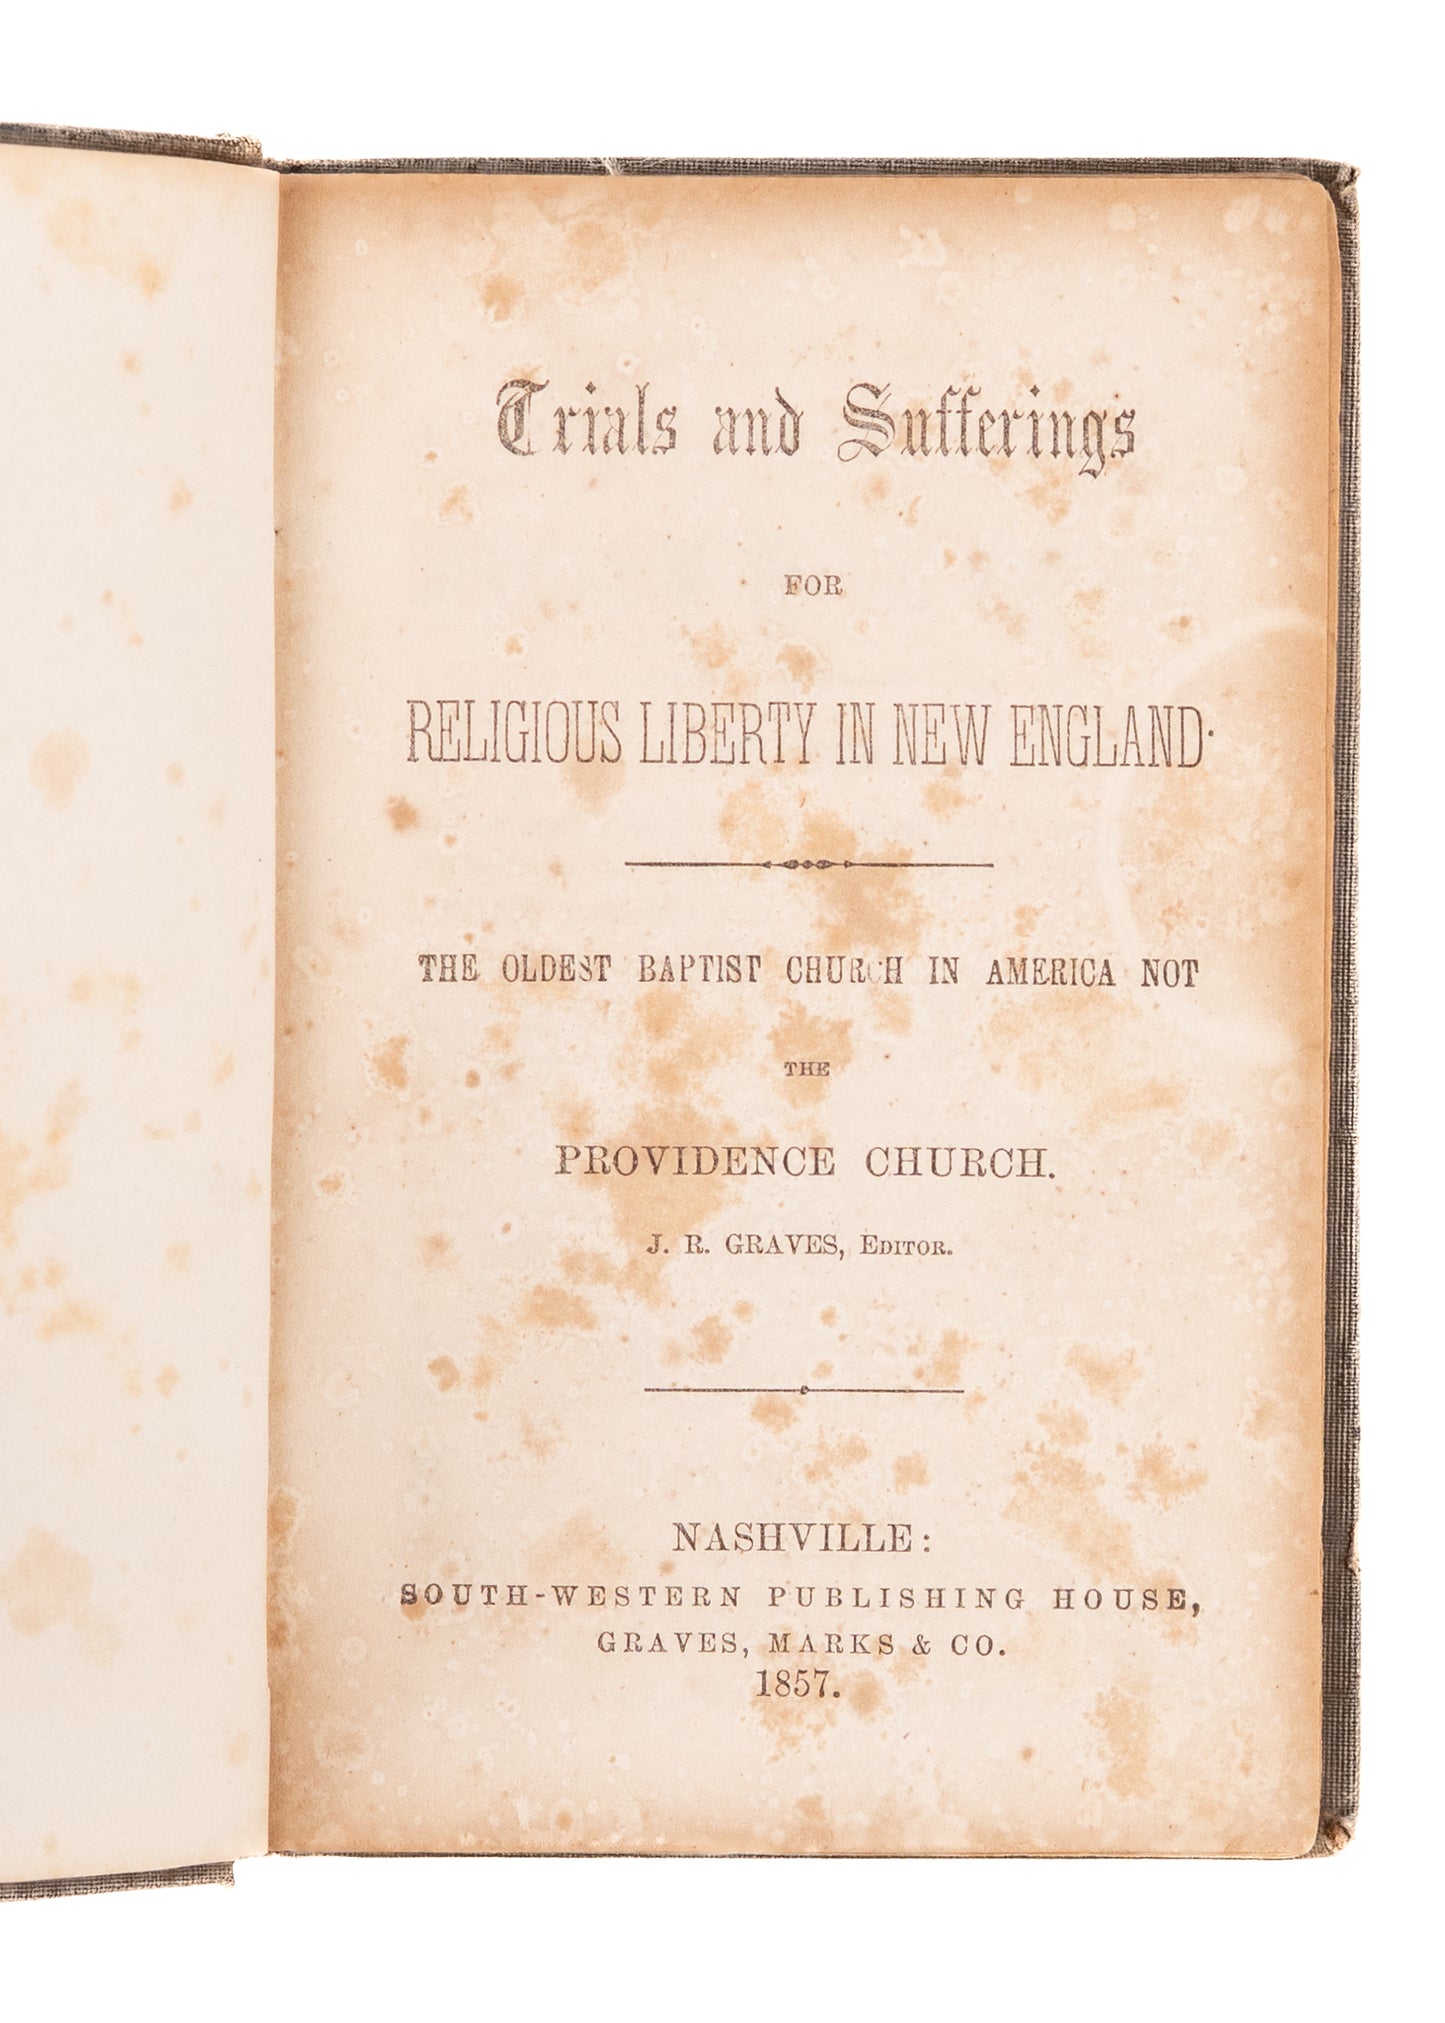 Trials and Sufferings
FOR
RELIGIOUS LIBERTY IN NEW ENGLAND.
THE OLDEST BAPTIST CHURCH IN AMERICA NOT
THE
PROVIDENCE CHURCH.
J. R. GRAVES, EDITOR.
NASHVILLE:
SOUTH-WESTERN PUBLISHING HOUSE,
GRAVES, MARKS & CO.
1857.